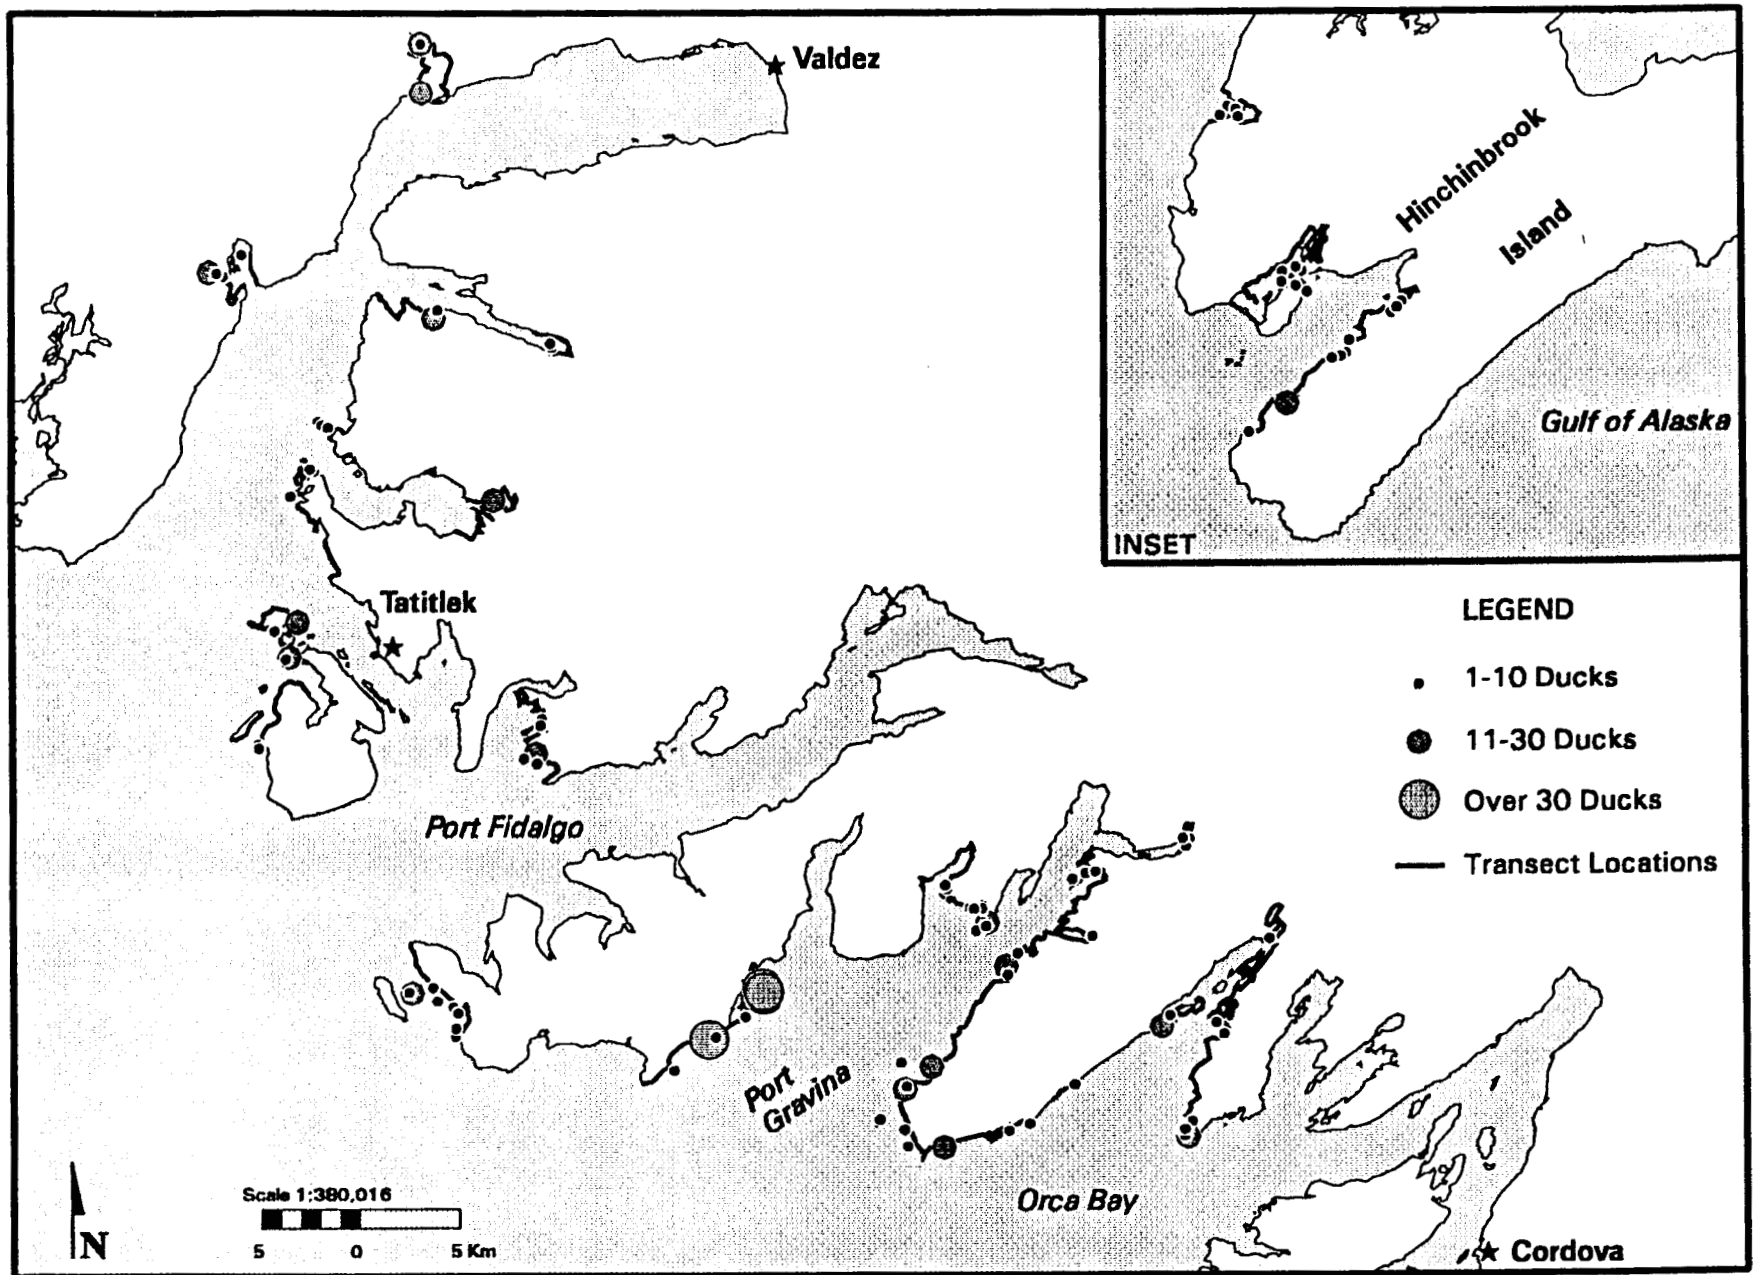 Valdez
Hinchinbrook
Island
Gulf of Alaska
INSET
Tatitlek
LEGEND
1-10 Ducks
11-30 Ducks
Over 30 Ducks
Transect Locations
Port Fidalgo
Port
Gravina
Orca Bay
Scale 1:380,016
5 0 5 Km
N
Cordova